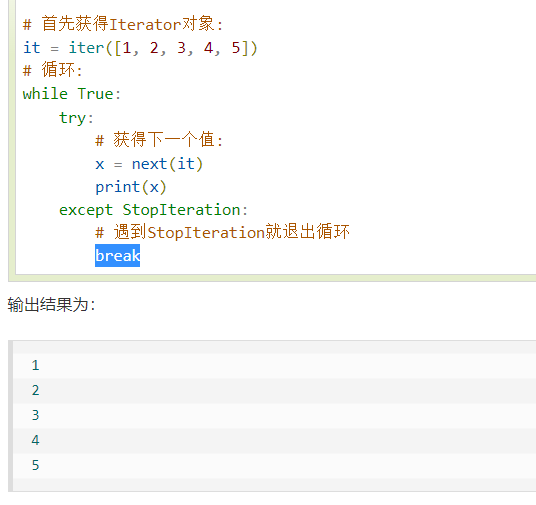 # 首先获得Iterator对象:
it = iter([1, 2, 3, 4, 5])
# 循环:
while True:
    try:
        # 获得下一个值:
        x = next(it)
        print(x)
    except StopIteration:
        # 遇到StopIteration就退出循环
        break
输出结果为：
1
2
3
4
5